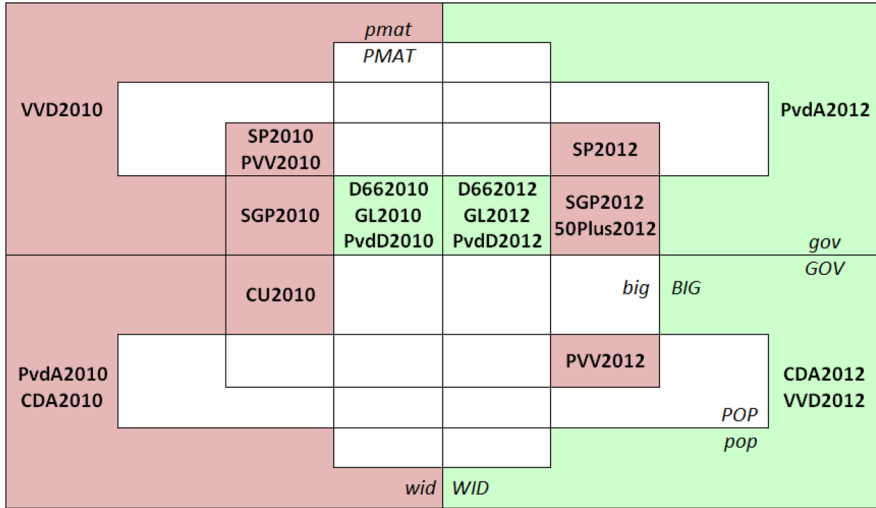 pmat
PMAT
VVD2010
PvdA2012
SP2010
PVV2010
SP2012
SGP2010
D662010
GL2010
PvdD2010
D662012
GL2012
PvdD2012
SGP2012
50Plus2012
gov
GOV
CU2010
big
BIG
PvdA2010
CDA2010
PVV2012
CDA2012
VVD2012
POP
pop
wid
WID